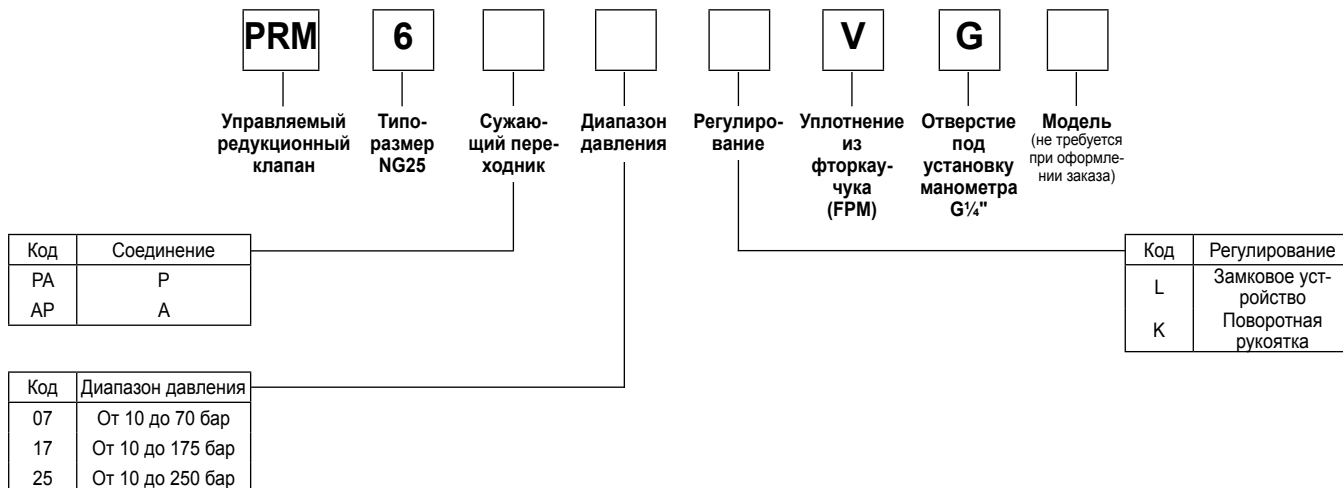 PRM 6 V G
Управляемый
редукционный
клапан
Типо-
размер
NG25
Сужаю-
щий пере-
ходник
Диапазон
давления
Регулиро-
вание
Уплотнение
из
фторкау-
чука
(FPM)
Отверстие
под
установку
манометра
G¼"
Модель
(не требуется
при оформле-
нии заказа)
Код Соединение
PA P
AP A
Код Регулирование
L Замковое уст-
ройство
K Поворотная
рукоятка
Код Диапазон давления
07 От 10 до 70 бар
17 От 10 до 175 бар
25 От 10 до 250 бар